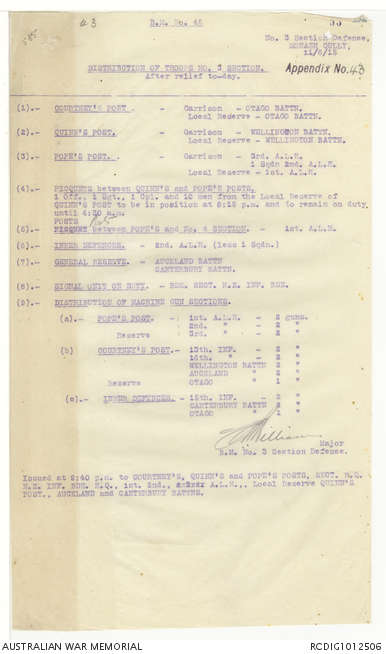 43 B.M. No. 46
No. 3 Section Defense,
MONASH GULLY,
11/6/15
Appendix No. 43
DISTRIBUTION OF TROOPS NO. 3 SECTION.
After relief to-day.
(1).- COURTNEY'S POST. - Garrison - OTAGO BATTN.
Local Reserve - OTAGO BATTN.
(2).- QUINN'S POST. - Garrison - WELLINGTON BATTN.
Local Reserve - WELLINGTON BATTN.
(3).- POPE'S POST. - Garrison - 3rd. A.L.H.
1 Sqdn 2nd. A.L.H.
Local Reserve - 1st. A.L.H.
(4).- PICQUETS between QUINN'S and POPE'S POSTS,
1 Off., 1 Sgt., 1 Cpl. and 10 men from the Local Reserve of
QUINN'S POST to be in position at 8:15 p.m. and to remain on duty
until 4:30 a.m.
POSTS
(5).- PICQUET between POPE'S and No. 4 SECTION. - 1st. A.L.H.
(6).- INNER DEFENCES. - 2nd. A.L.H. (less 1 Sqdn.)
(7).- GENERAL RESERVE. - AUCKLAND BATTN
CANTERBURY BATTN.
(8).- SIGNAL UNIT ON DUTY. - BDE. SECT. N.Z. INF. BDE.
(9).- DISTRIBUTION OF MACHINE GUN SECTIONS.
(a).- POPE'S POST. - 1st. A.L.H. - 2 guns.
2nd. " - 2 "
Reserve 3rd. " - 2 "
(b) COURTNEY'S POST.- 13th. INF. - 2 "
16th. " - 2 "
WELLINGTON BATTN 2 "
AUCKLAND " 2 "
Reserve OTAGO " 1 "
(c).- INNER DEFENCES. - 15th. INF. - 2 "
CANTERBURY BATTN 2 "
OTAGO " 1 "
Major
B.M. No. 3 Section Defense.
Issued at 9:40 p.m. to COURTNEY'S, QUINN'S and POPE'S POSTS, SECT. H.Q.
N.Z. INF. BDE. H.Q., 1st. 2nd., A.L.H., Local Reserve QUINN'S
POST., AUCKLAND and CANTERBURY BATTNS.
AUSTRALIAN WAR MEMORIAL RCDIG1012506